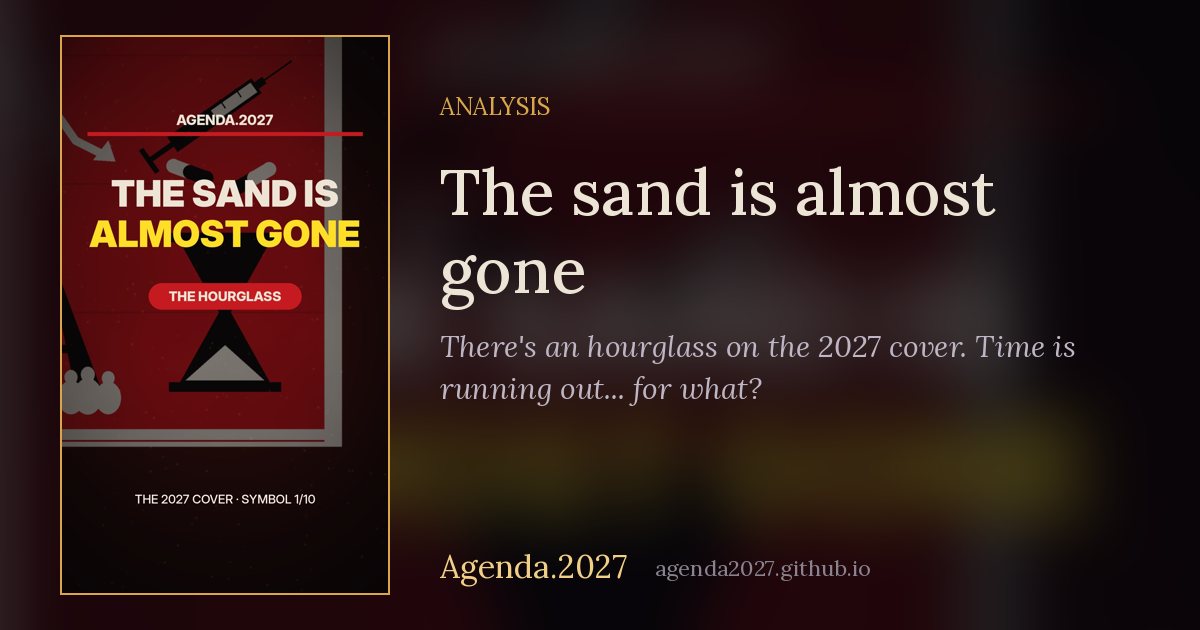 AGENDA.2027
THE SAND IS
ALMOST GONE
THE HOURGLASS
THE 2027 COVER · SYMBOL 1/10
ANALYSIS
The sand is almost
gone
There's an hourglass on the 2027 cover. Time is
running out... for what?
Agenda.2027
agenda2027.github.io